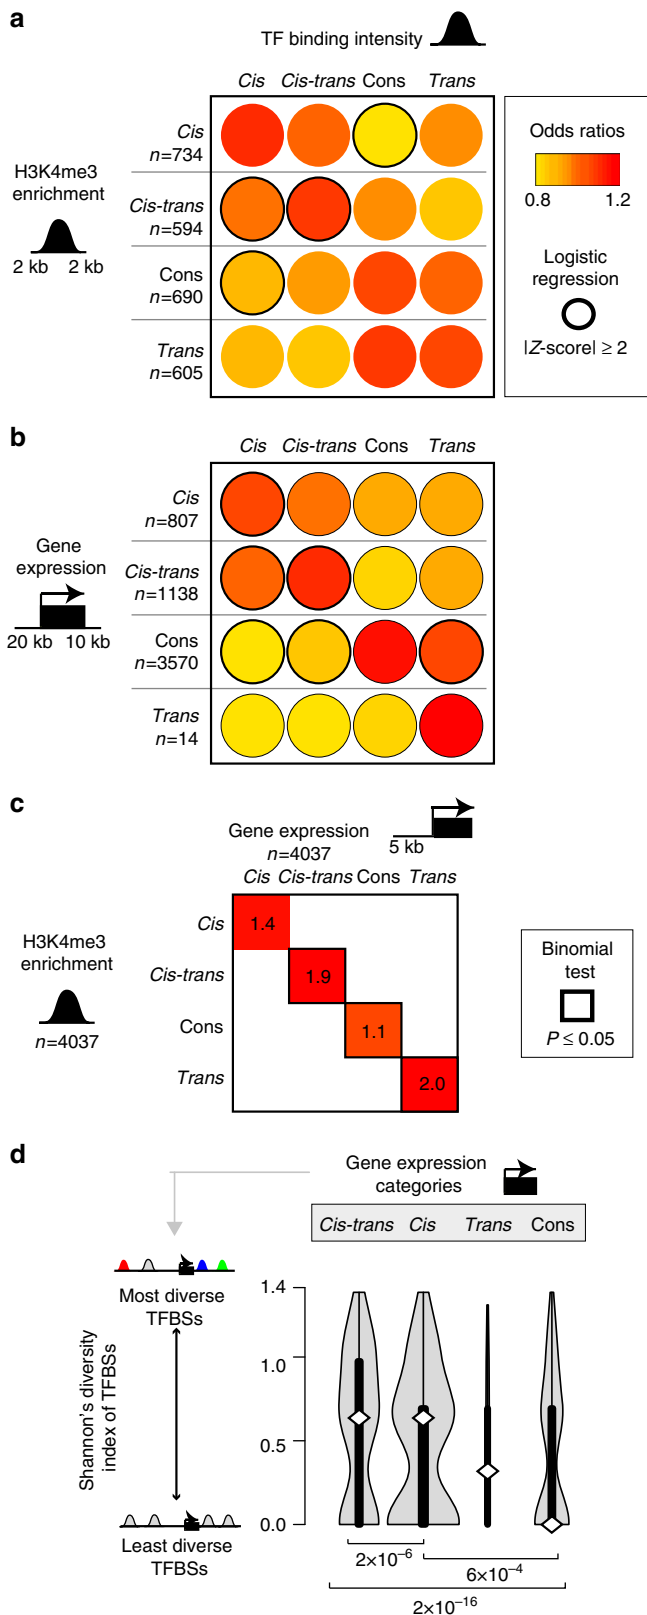 a
TF binding intensity
Cis Cis-trans Cons Trans
H3K4me3
enrichment
2 kb 2 kb
Cis
n=734
Cis-trans
n=594
Cons
n=690
Trans
n=605
Odds ratios
0.8 1.2
Logistic
regression
|Z-score| ≥ 2
b
Cis Cis-trans Cons Trans
Gene
expression
20 kb 10 kb
Cis
n=807
Cis-trans
n=1138
Cons
n=3570
Trans
n=14
c
Gene expression
n=4037
5 kb
Cis Cis-trans Cons Trans
H3K4me3
enrichment
n=4037
Cis
Cis-trans
Cons
Trans
1.4
1.9
1.1
2.0
Binomial
test
P ≤ 0.05
d
Gene expression
categories
Cis-trans Cis Trans Cons
Most diverse
TFBSs
Shannon's diversity
index of TFBSs
Least diverse
TFBSs
1.4
1.0
0.5
0.0
2×10⁻⁶
6×10⁻⁴
2×10⁻¹⁶